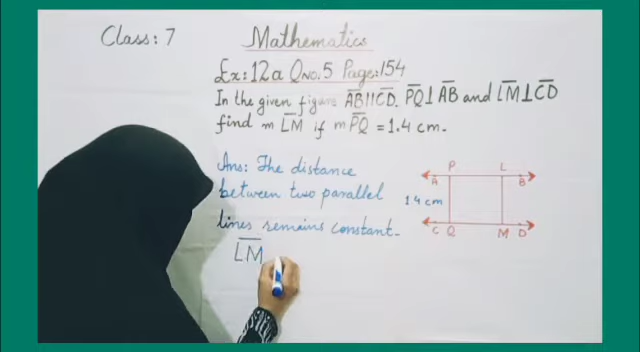 Class: 7
Mathematics
Ex: 12a Q No. 5 Page: 154
In the given figure AB || CD. PQ ⊥ AB and LM ⊥ CD
find m LM if m PQ = 1.4 cm.
Ans: The distance
between two parallel
lines remains constant.
LM
P L
A B
1.4 cm
C Q M D